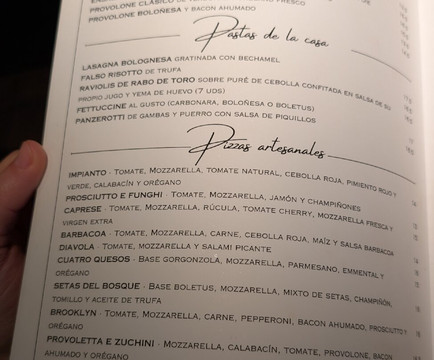 PROVOLONE CLÁSICO DE
FRESCO
PROVOLONE BOLOÑESA Y BACON AHUMADO
Pastas de la casa
LASAGNA BOLOGNESA GRATINADA CON BECHAMEL
FALSO RISOTTO DE TRUFA
RAVIOLIS DE RABO DE TORO SOBRE PURÉ DE CEBOLLA CONFITADA EN SALSA DE SU
PROPIO JUGO Y YEMA DE HUEVO (7 UDS)
FETTUCCINE AL GUSTO (CARBONARA, BOLOÑESA O BOLETUS)
PANZEROTTI DE GAMBAS Y PUERRO CON SALSA DE PIQUILLOS
Pizzas artesanales
IMPIANTO · TOMATE, MOZZARELLA, TOMATE NATURAL, CEBOLLA ROJA, PIMIENTO ROJO Y
VERDE, CALABACÍN Y ORÉGANO
PROSCIUTTO E FUNGHI · TOMATE, MOZZARELLA, JAMÓN Y CHAMPIÑONES
CAPRESE · TOMATE, MOZZARELLA, RÚCULA, TOMATE CHERRY, MOZZARELLA FRESCA Y
VIRGEN EXTRA
BARBACOA · TOMATE, MOZZARELLA, CARNE, CEBOLLA ROJA, MAÍZ Y SALSA BARBACOA
DIAVOLA · TOMATE, MOZZARELLA Y SALAMI PICANTE
CUATRO QUESOS · BASE GORGONZOLA, MOZZARELLA, PARMESANO, EMMENTAL Y
ORÉGANO
SETAS DEL BOSQUE · BASE BOLETUS, MOZZARELLA, MIXTO DE SETAS, CHAMPIÑÓN,
TOMILLO Y ACEITE DE TRUFA
BROOKLYN · TOMATE, MOZZARELLA, CARNE, PEPPERONI, BACON AHUMADO, PROSCIUTTO
Y ORÉGANO
PROVOLETTA E ZUCHINI · MOZZARELLA, CALABACÍN, TOMATE, PROVOLONE, BACON
AHUMADO Y ORÉGANO